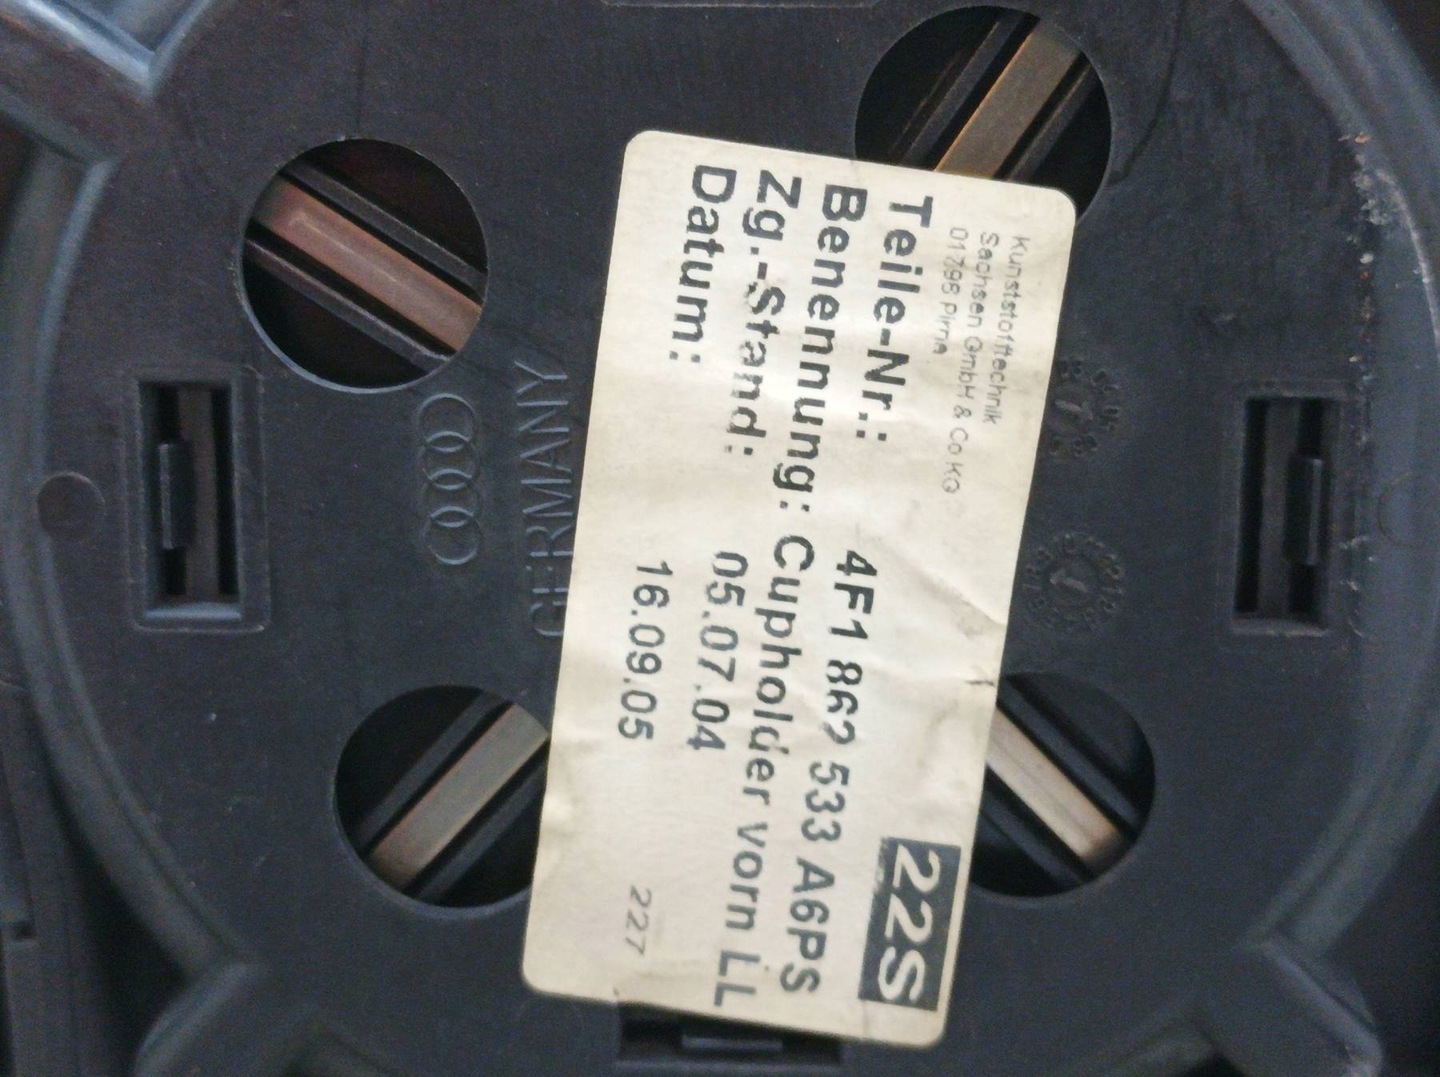 Kunststofftechnik
Sachsen GmbH & Co KG
01796 Pirna
22S
Teile-Nr.: 4F1 862 533 A6PS
Benennung: Cupholder vorn LL
Zg.-Stand: 05.07.04
Datum: 16.09.05
227
GERMANY